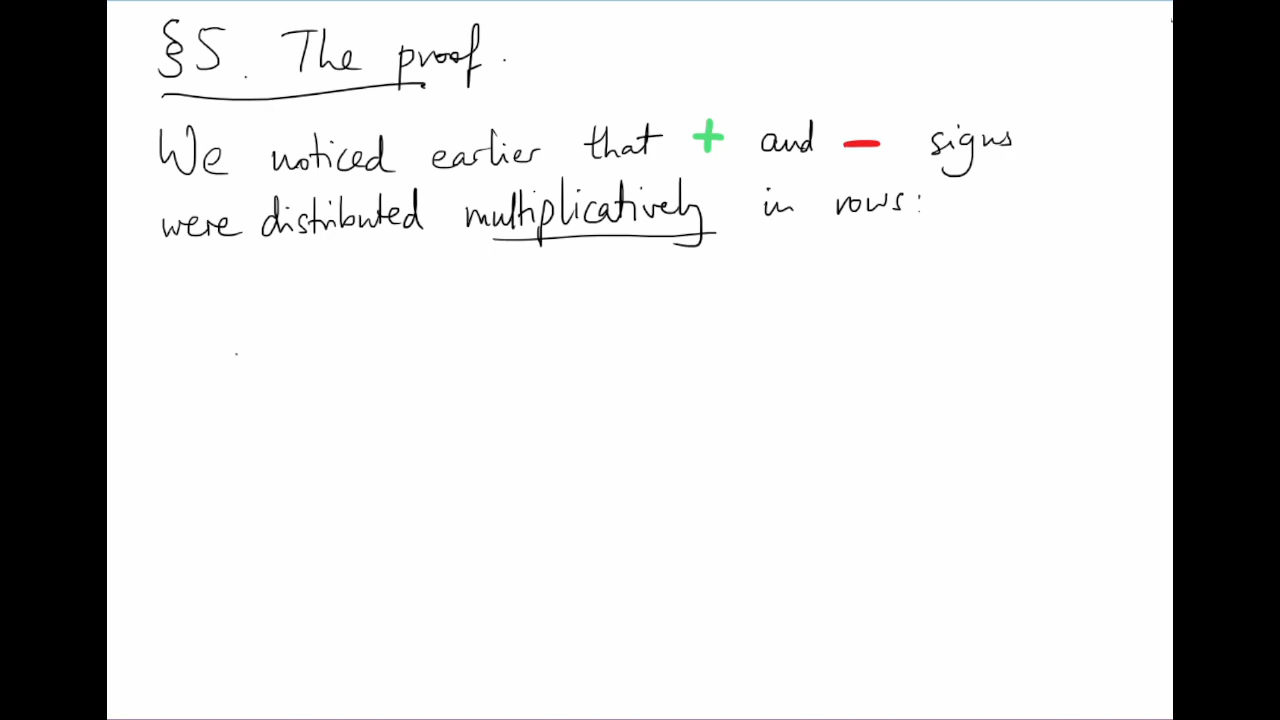 §5. The proof.
We noticed earlier that + and − signs
were distributed multiplicatively in rows: